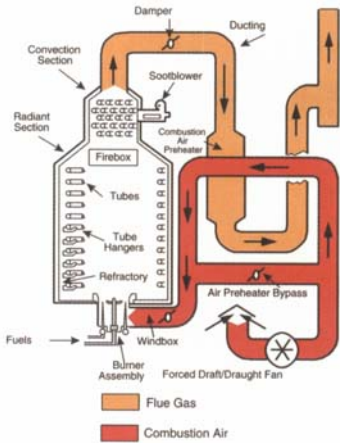 Damper
Ducting
Convection
Section
Sootblower
Radiant
Section
Combustion
Air
Preheater
Firebox
Tubes
Tube
Hangers
Refractory
Air Preheater Bypass
Fuels
Windbox
Burner
Assembly
Forced Draft/Draught Fan
Flue Gas
Combustion Air